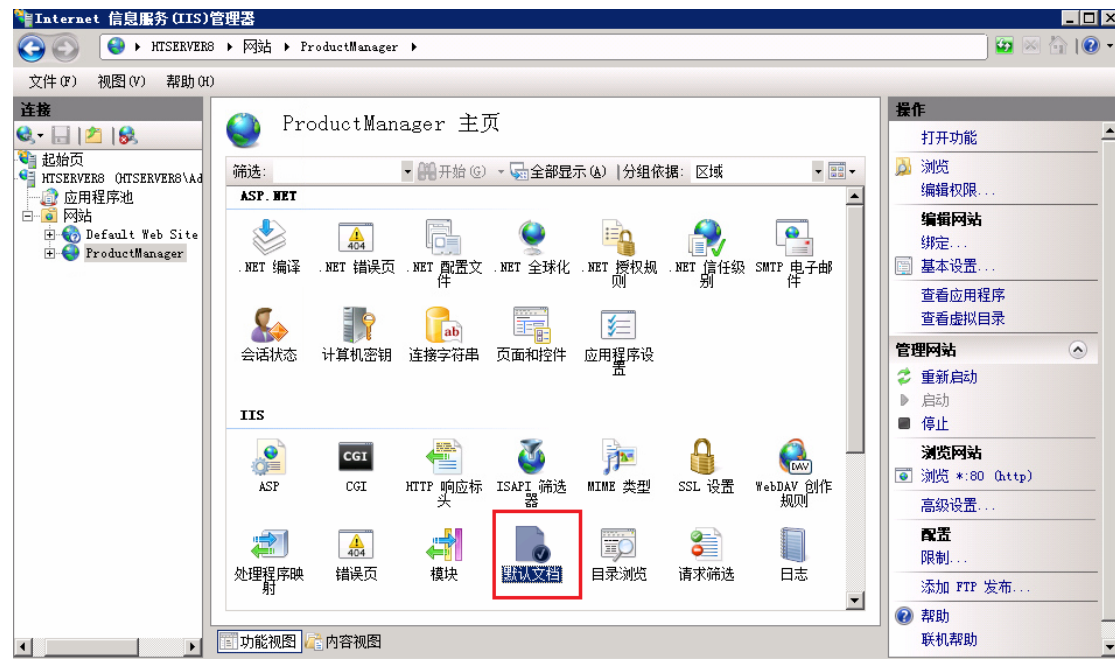 Internet 信息服务(IIS)管理器
HTSERVER8 网站 ProductManager
文件(F) 视图(V) 帮助(H)
连接
起始页
HTSERVER8 (HTSERVER8\Ad
应用程序池
网站
Default Web Site
ProductManager
ProductManager 主页
筛选: 开始(G) 全部显示(A) 分组依据: 区域
ASP.NET
.NET 编译 .NET 错误页 .NET 配置文件 .NET 全球化 .NET 授权规则 .NET 信任级别 SMTP 电子邮件
会话状态 计算机密钥 连接字符串 页面和控件 应用程序设置
IIS
ASP CGI HTTP 响应标头 ISAPI 筛选器 MIME 类型 SSL 设置 WebDAV 创作规则
处理程序映射 错误页 模块 默认文档 目录浏览 请求筛选 日志
功能视图 内容视图
操作
打开功能
浏览
编辑权限...
编辑网站
绑定...
基本设置...
查看应用程序
查看虚拟目录
管理网站
重新启动
启动
停止
浏览网站
浏览 *:80 (http)
高级设置...
配置
限制...
添加 FTP 发布...
帮助
联机帮助